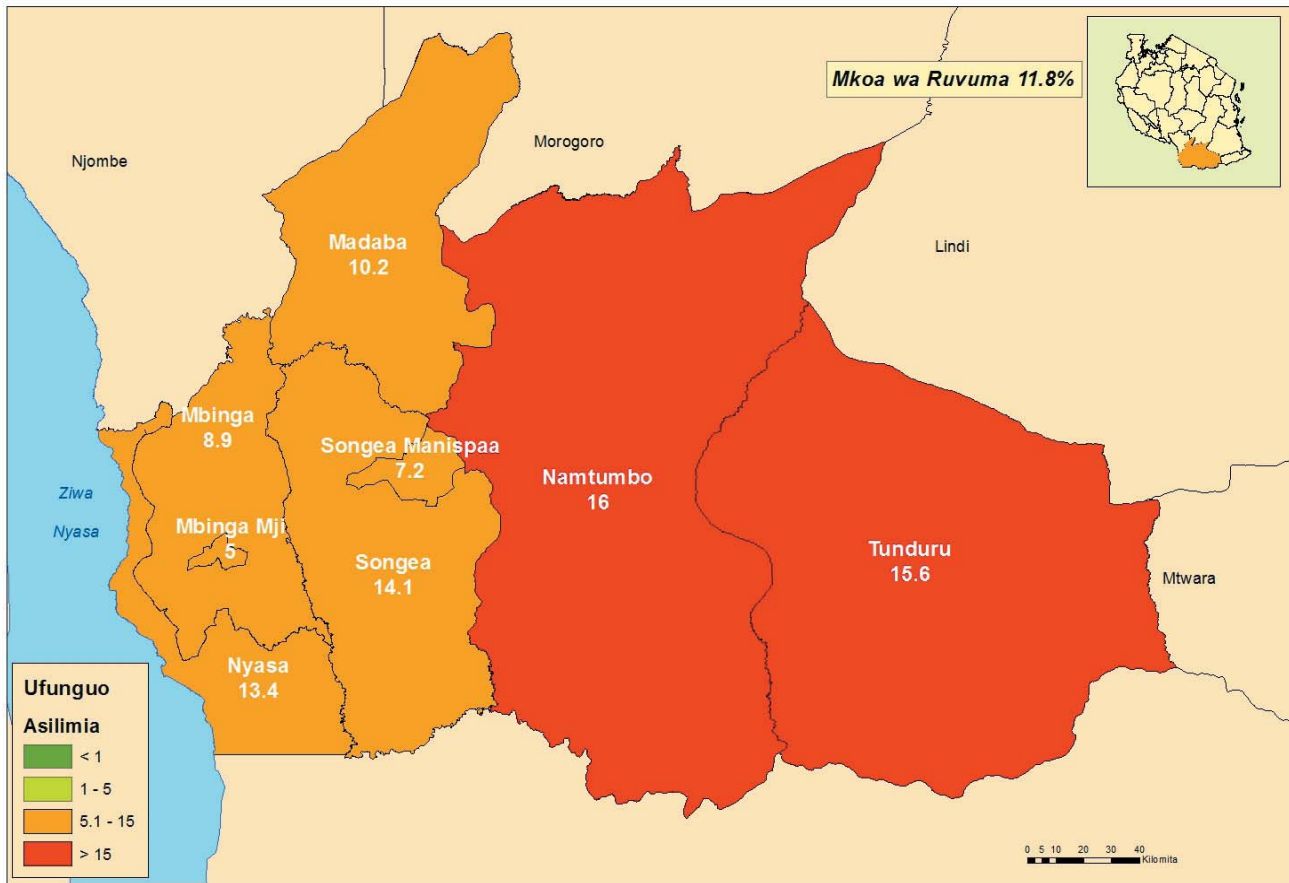 Mkoa wa Ruvuma 11.8%
Njombe
Morogoro
Lindi
Madaba
10.2
Mbinga
8.9
Songea Manispaa
7.2
Namtumbo
16
Ziwa
Nyasa
Mbinga Mji
5
Songea
14.1
Tunduru
15.6
Mtwara
Nyasa
13.4
Ufunguo
Asilimia
< 1
1 - 5
5.1 - 15
> 15
0 5 10 20 30 40
Kilomita